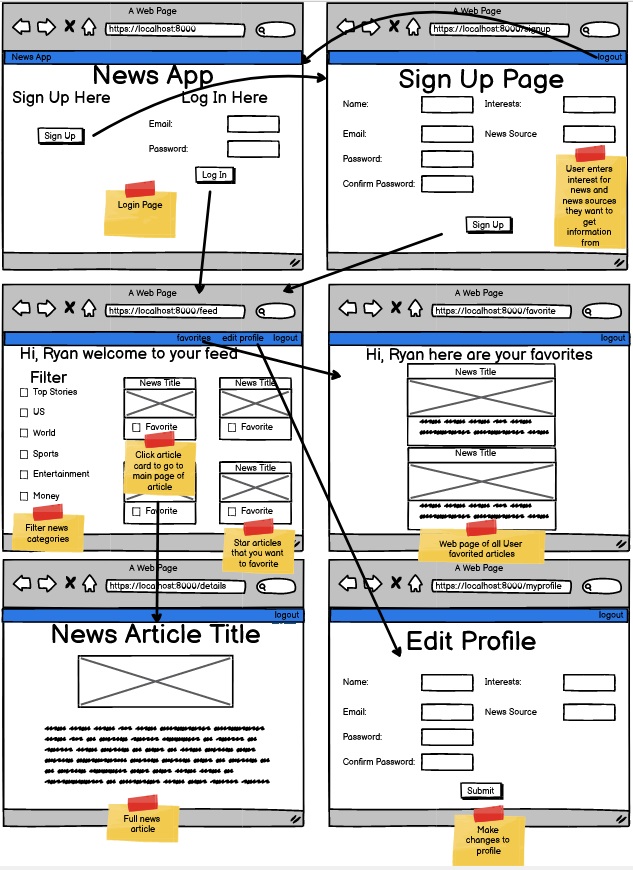 A Web Page
https://localhost:8000
News App
News App
Sign Up Here
Log In Here
Sign Up
Email:
Password:
Log In
Login Page
A Web Page
https://localhost:8000/signup
logout
Sign Up Page
Name:
Interests:
Email:
News Source
Password:
Confirm Password:
Sign Up
User enters
interest for
news and
news sources
they want to
get
information
from
A Web Page
https://localhost:8000/feed
favorites edit profile logout
Hi, Ryan welcome to your feed
Filter
Top Stories
US
World
Sports
Entertainment
Money
Filter news
categories
News Title
Favorite
News Title
Favorite
Click article
card to go to
main page of
article
Favorite
News Title
Favorite
Star articles
that you want
to favorite
A Web Page
https://localhost:8000/favorite
logout
Hi, Ryan here are your favorites
News Title
News Title
Web page of all User
favorited articles
A Web Page
https://localhost:8000/details
logout
News Article Title
Full news
article
A Web Page
https://localhost:8000/myprofile
logout
Edit Profile
Name:
Interests:
Email:
News Source
Password:
Confirm Password:
Submit
Make
changes to
profile